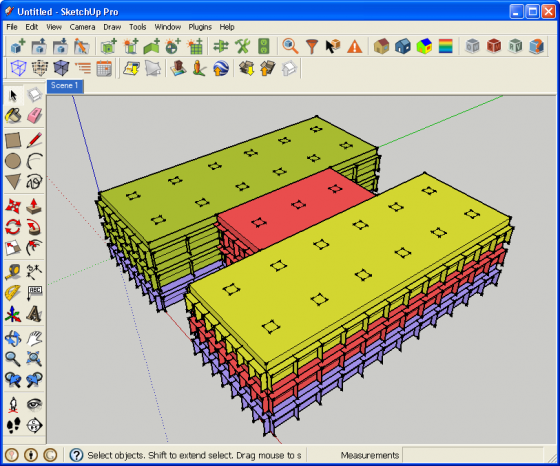 Untitled - SketchUp Pro
File Edit View Camera Draw Tools Window Plugins Help
Scene 1
ABC
A
Select objects. Shift to extend select. Drag mouse to s
Measurements